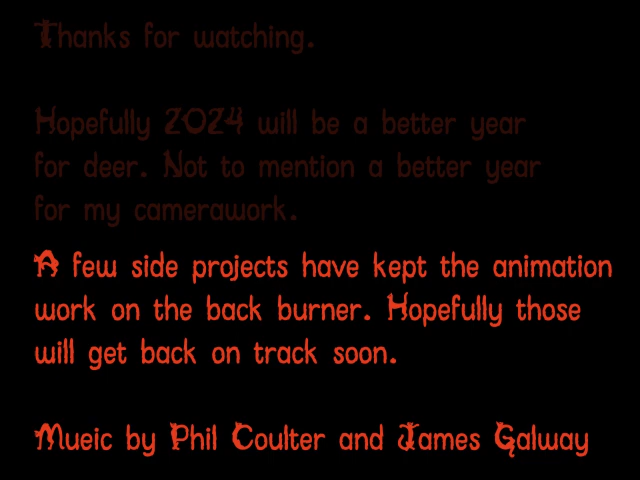 Thanks for watching.
Hopefully 2024 will be a better year
for deer. Not to mention a better year
for my camerawork.
A few side projects have kept the animation
work on the back burner. Hopefully those
will get back on track soon.
Mueic by Phil Coulter and James Galway